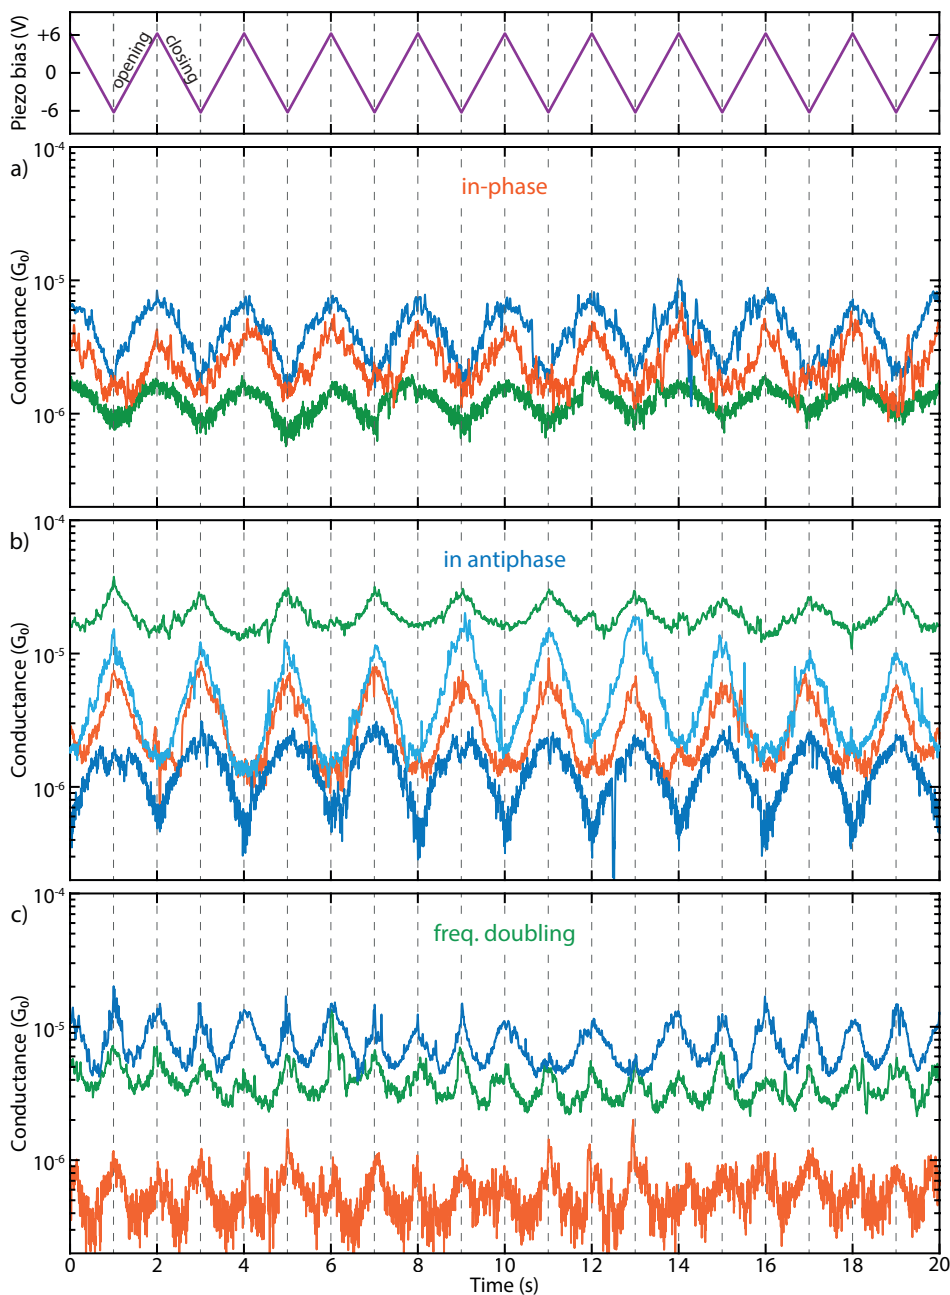 Piezo bias (V)
+6
0
-6
opening
closing
a)
in-phase
Conductance (G₀)
10⁻⁴
10⁻⁵
10⁻⁶
b)
in antiphase
Conductance (G₀)
10⁻⁴
10⁻⁵
10⁻⁶
c)
freq. doubling
Conductance (G₀)
10⁻⁴
10⁻⁵
10⁻⁶
0 2 4 6 8 10 12 14 16 18 20
Time (s)